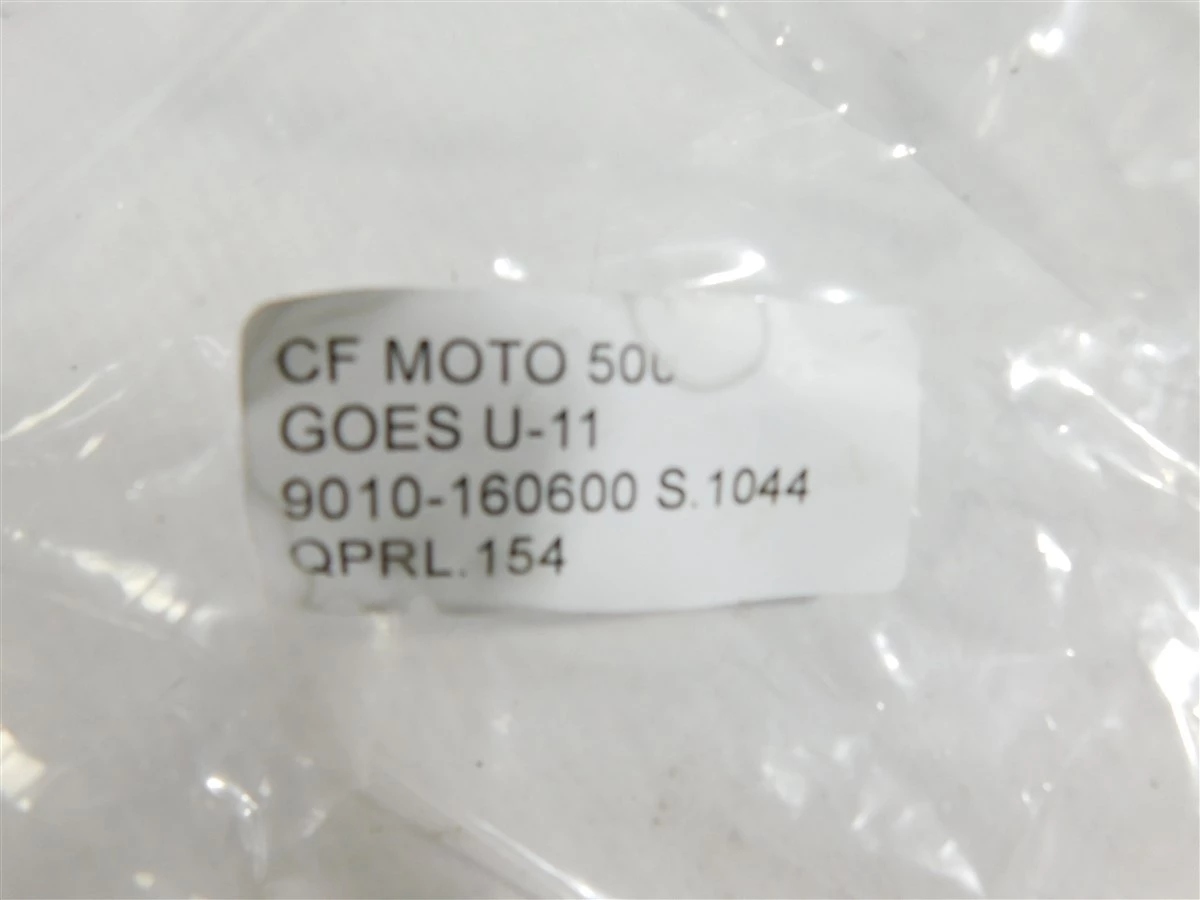 CF MOTO 500
GOES U-11
9010-160600 S.1044
QPRL.154